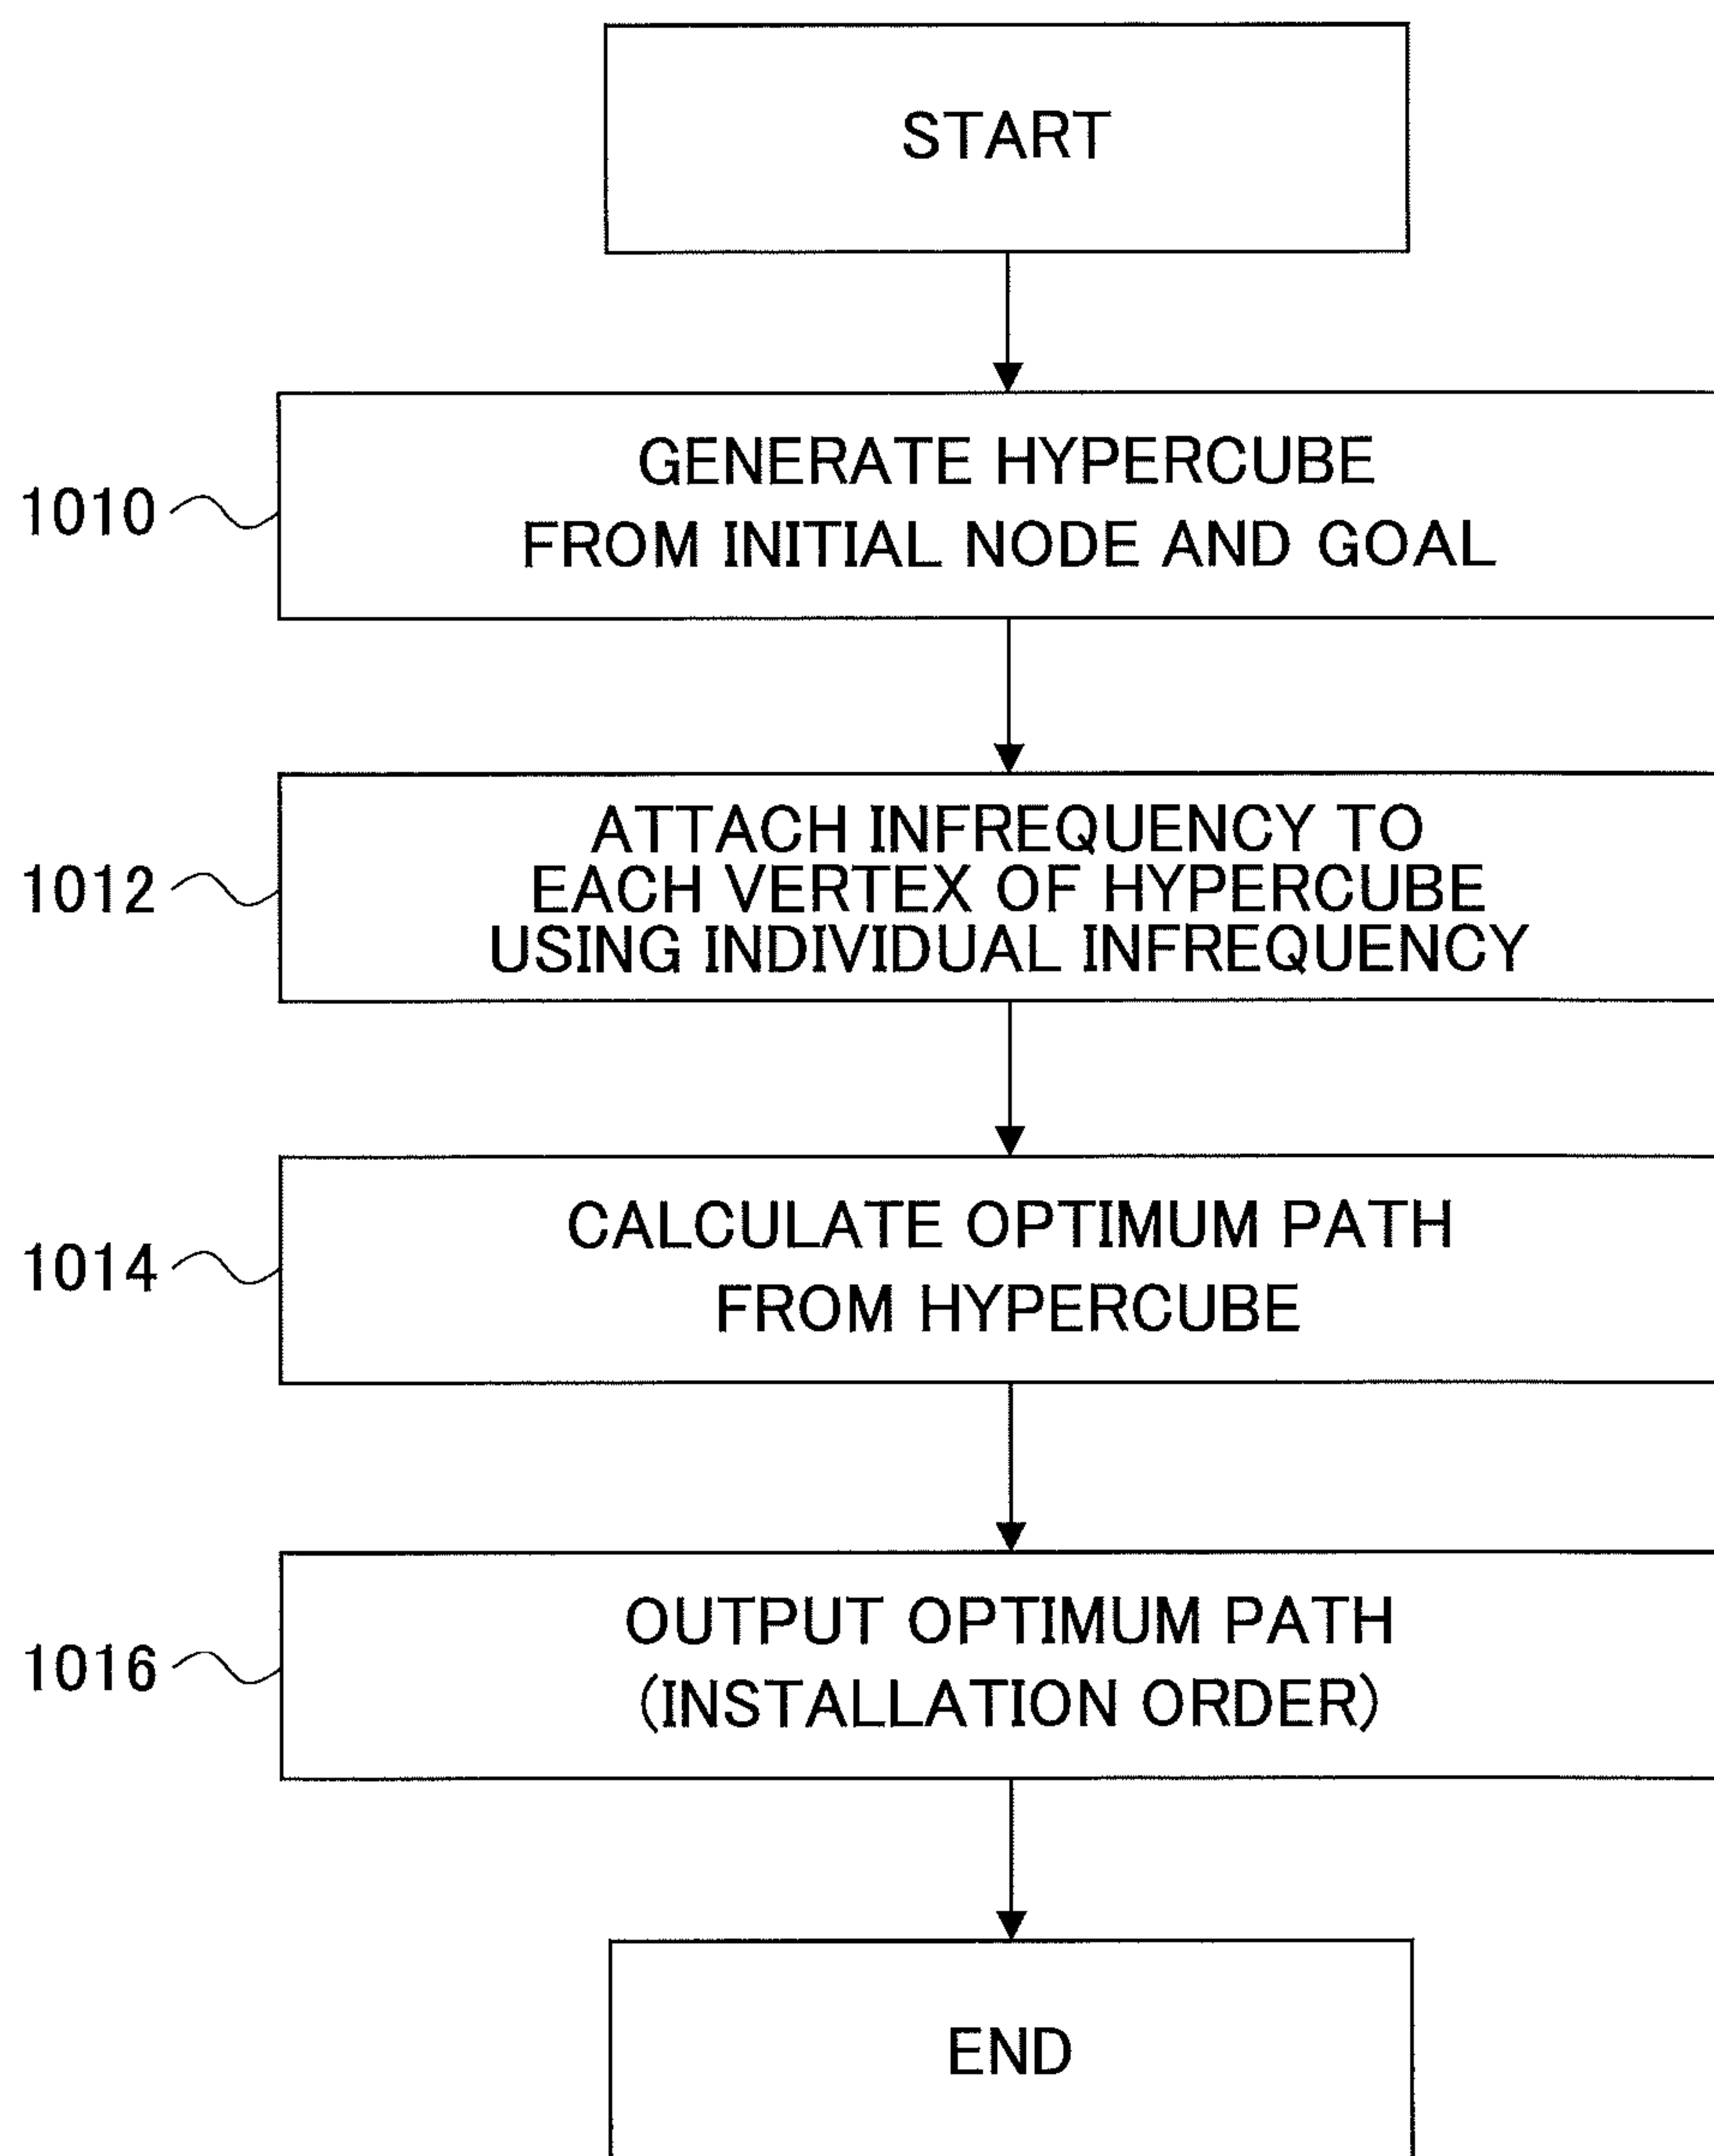 START
GENERATE HYPERCUBE
FROM INITIAL NODE AND GOAL
1010
ATTACH INFREQUENCY TO
EACH VERTEX OF HYPERCUBE
USING INDIVIDUAL INFREQUENCY
1012
CALCULATE OPTIMUM PATH
FROM HYPERCUBE
1014
OUTPUT OPTIMUM PATH
(INSTALLATION ORDER)
1016
END